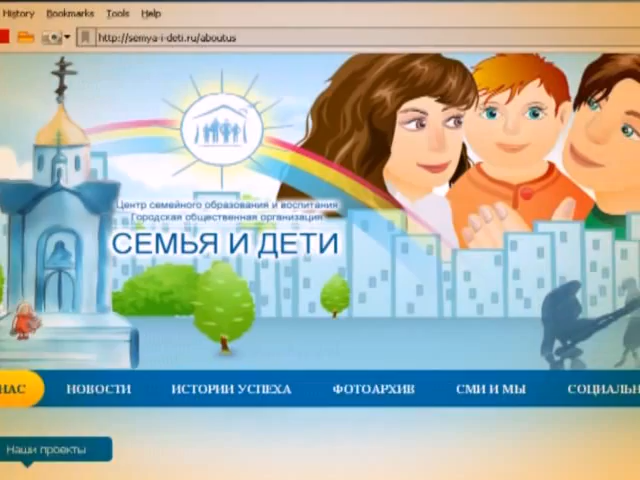 History Bookmarks Tools Help
http://semya-i-deti.ru/aboutus
Центр семейного образования и воспитания
Городская общественная организация
СЕМЬЯ И ДЕТИ
НАС НОВОСТИ ИСТОРИИ УСПЕХА ФОТОАРХИВ СМИ И МЫ СОЦИАЛЬН
Наши проекты